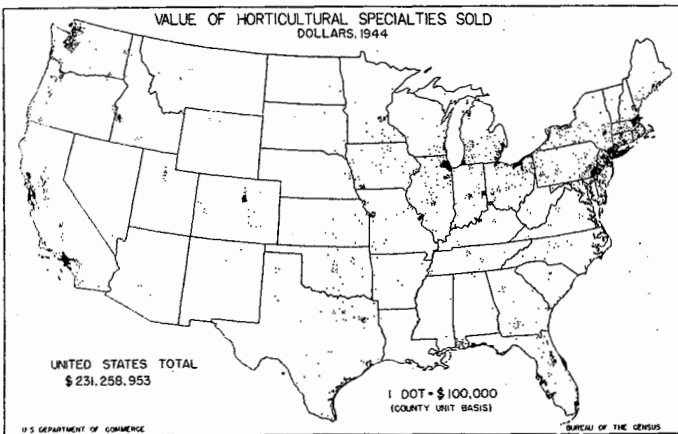 VALUE OF HORTICULTURAL SPECIALTIES SOLD
DOLLARS, 1944
UNITED STATES TOTAL
$231,258,953
1 DOT = $100,000
(COUNTY UNIT BASIS)
U S DEPARTMENT OF COMMERCE
BUREAU OF THE CENSUS